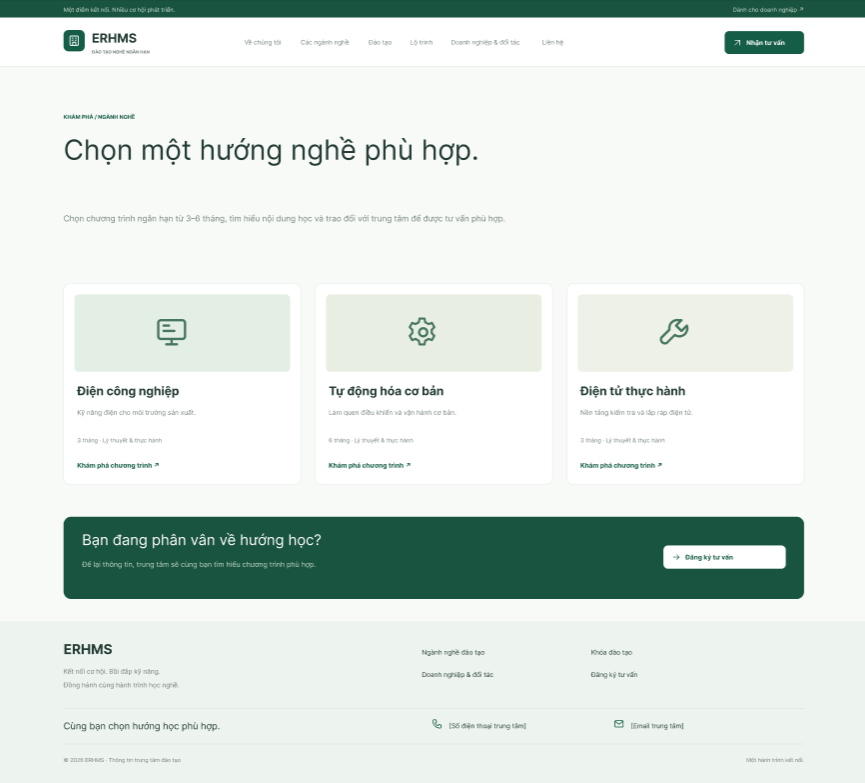 Một điểm kết nối. Nhiều cơ hội phát triển.
Dành cho doanh nghiệp ↗
ERHMS
ĐÀO TẠO NGHỀ NGẮN HẠN
Về chúng tôi
Các ngành nghề
Đào tạo
Lộ trình
Doanh nghiệp & đối tác
Liên hệ
Nhận tư vấn
KHÁM PHÁ / NGÀNH NGHỀ
Chọn một hướng nghề phù hợp.
Chọn chương trình ngắn hạn từ 3–6 tháng, tìm hiểu nội dung học và trao đổi với trung tâm để được tư vấn phù hợp.
Điện công nghiệp
Kỹ năng điện cho môi trường sản xuất.
3 tháng · Lý thuyết & thực hành
Khám phá chương trình ↗
Tự động hóa cơ bản
Làm quen điều khiển và vận hành cơ bản.
6 tháng · Lý thuyết & thực hành
Khám phá chương trình ↗
Điện tử thực hành
Nền tảng kiểm tra và lắp ráp điện tử.
3 tháng · Lý thuyết & thực hành
Khám phá chương trình ↗
Bạn đang phân vân về hướng học?
Để lại thông tin, trung tâm sẽ cùng bạn tìm hiểu chương trình phù hợp.
Đăng ký tư vấn
ERHMS
Kết nối cơ hội. Bồi đắp kỹ năng.
Đồng hành cùng hành trình học nghề.
Ngành nghề đào tạo
Khóa đào tạo
Doanh nghiệp & đối tác
Đăng ký tư vấn
Cùng bạn chọn hướng học phù hợp.
[Số điện thoại trung tâm]
[Email trung tâm]
© 2026 ERHMS · Thông tin trung tâm đào tạo
Một hành trình kết nối.